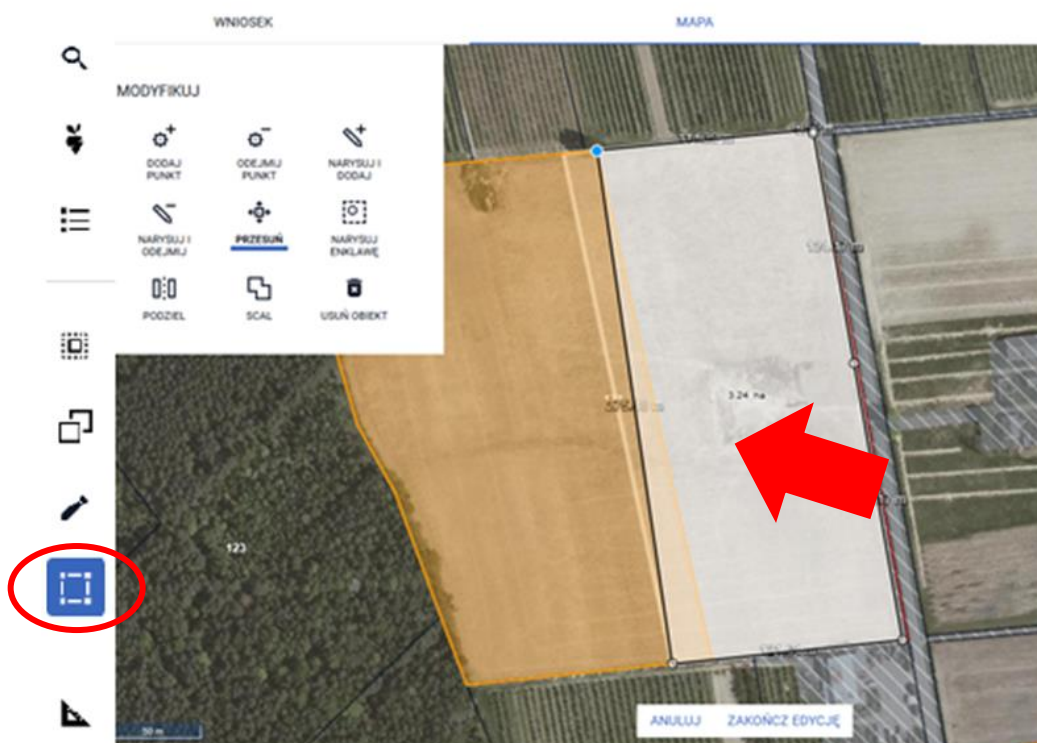 WNIOSEK
MAPA
MODYFIKUJ
DODAJ
PUNKT
ODEJMIJ
PUNKT
NARYSUJ I
DODAJ
NARYSUJ I
ODEJMIJ
PRZESUŃ
NARYSUJ
ENKLAWĘ
PODZIEL
SCAL
USUŃ OBIEKT
3.24 ha
123
50 m
ANULUJ
ZAKOŃCZ EDYCJĘ